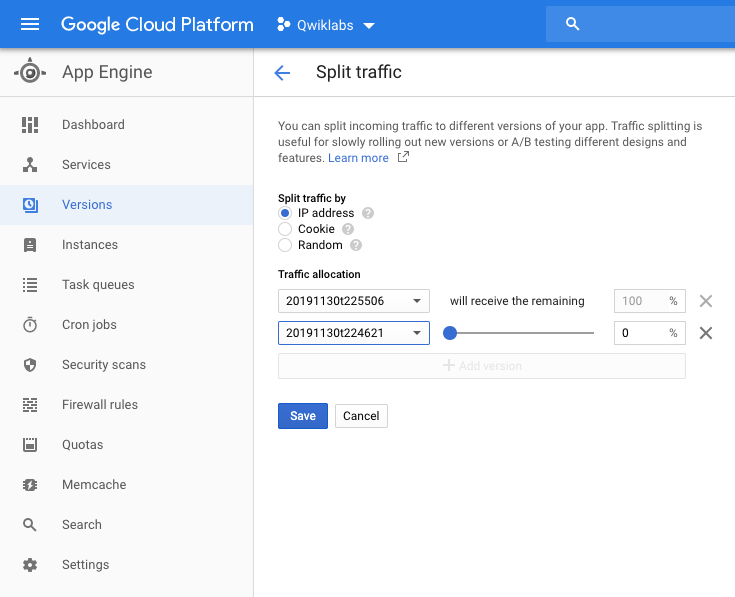 Google Cloud Platform
Qwiklabs
App Engine
Split traffic
Dashboard
Services
Versions
Instances
Task queues
Cron jobs
Security scans
Firewall rules
Quotas
Memcache
Search
Settings
You can split incoming traffic to different versions of your app. Traffic splitting is
useful for slowly rolling out new versions or A/B testing different designs and
features. Learn more
Split traffic by
IP address ?
Cookie ?
Random ?
Traffic allocation
20191130t225506 will receive the remaining 100 %
20191130t224621 0 %
Add version
Save Cancel